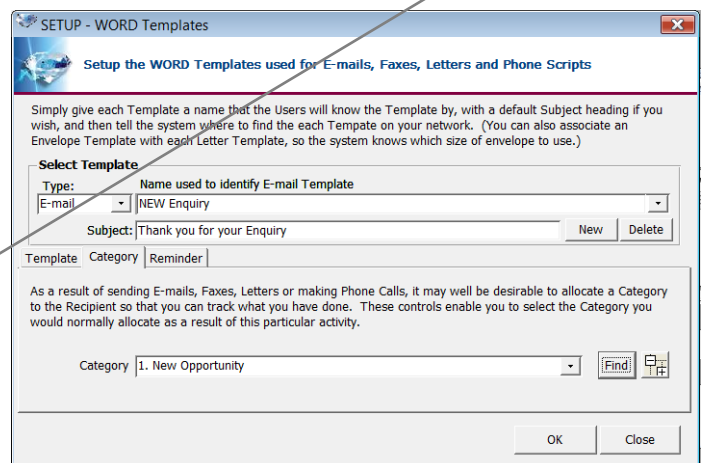 SETUP - WORD Templates
Setup the WORD Templates used for E-mails, Faxes, Letters and Phone Scripts
Simply give each Template a name that the Users will know the Template by, with a default Subject heading if you
wish, and then tell the system where to find the each Tempate on your network. (You can also associate an
Envelope Template with each Letter Template, so the system knows which size of envelope to use.)
Select Template
Type: Name used to identify E-mail Template
E-mail NEW Enquiry
Subject: Thank you for your Enquiry New Delete
Template Category Reminder
As a result of sending E-mails, Faxes, Letters or making Phone Calls, it may well be desirable to allocate a Category
to the Recipient so that you can track what you have done. These controls enable you to select the Category you
would normally allocate as a result of this particular activity.
Category 1. New Opportunity Find
OK Close